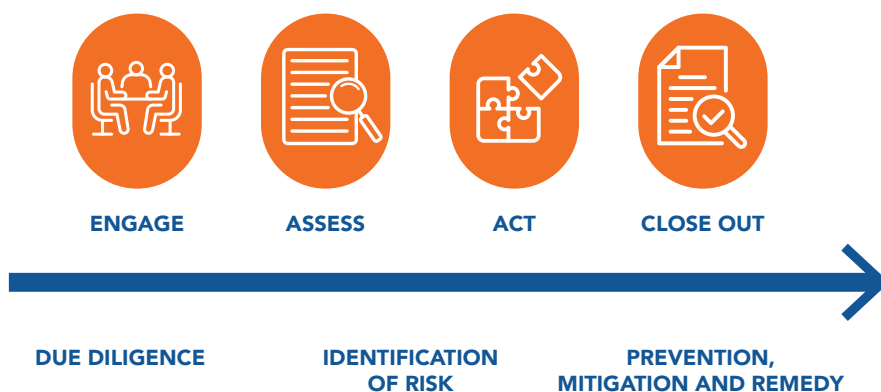 ENGAGE
ASSESS
ACT
CLOSE OUT
DUE DILIGENCE
IDENTIFICATION
OF RISK
PREVENTION,
MITIGATION AND REMEDY